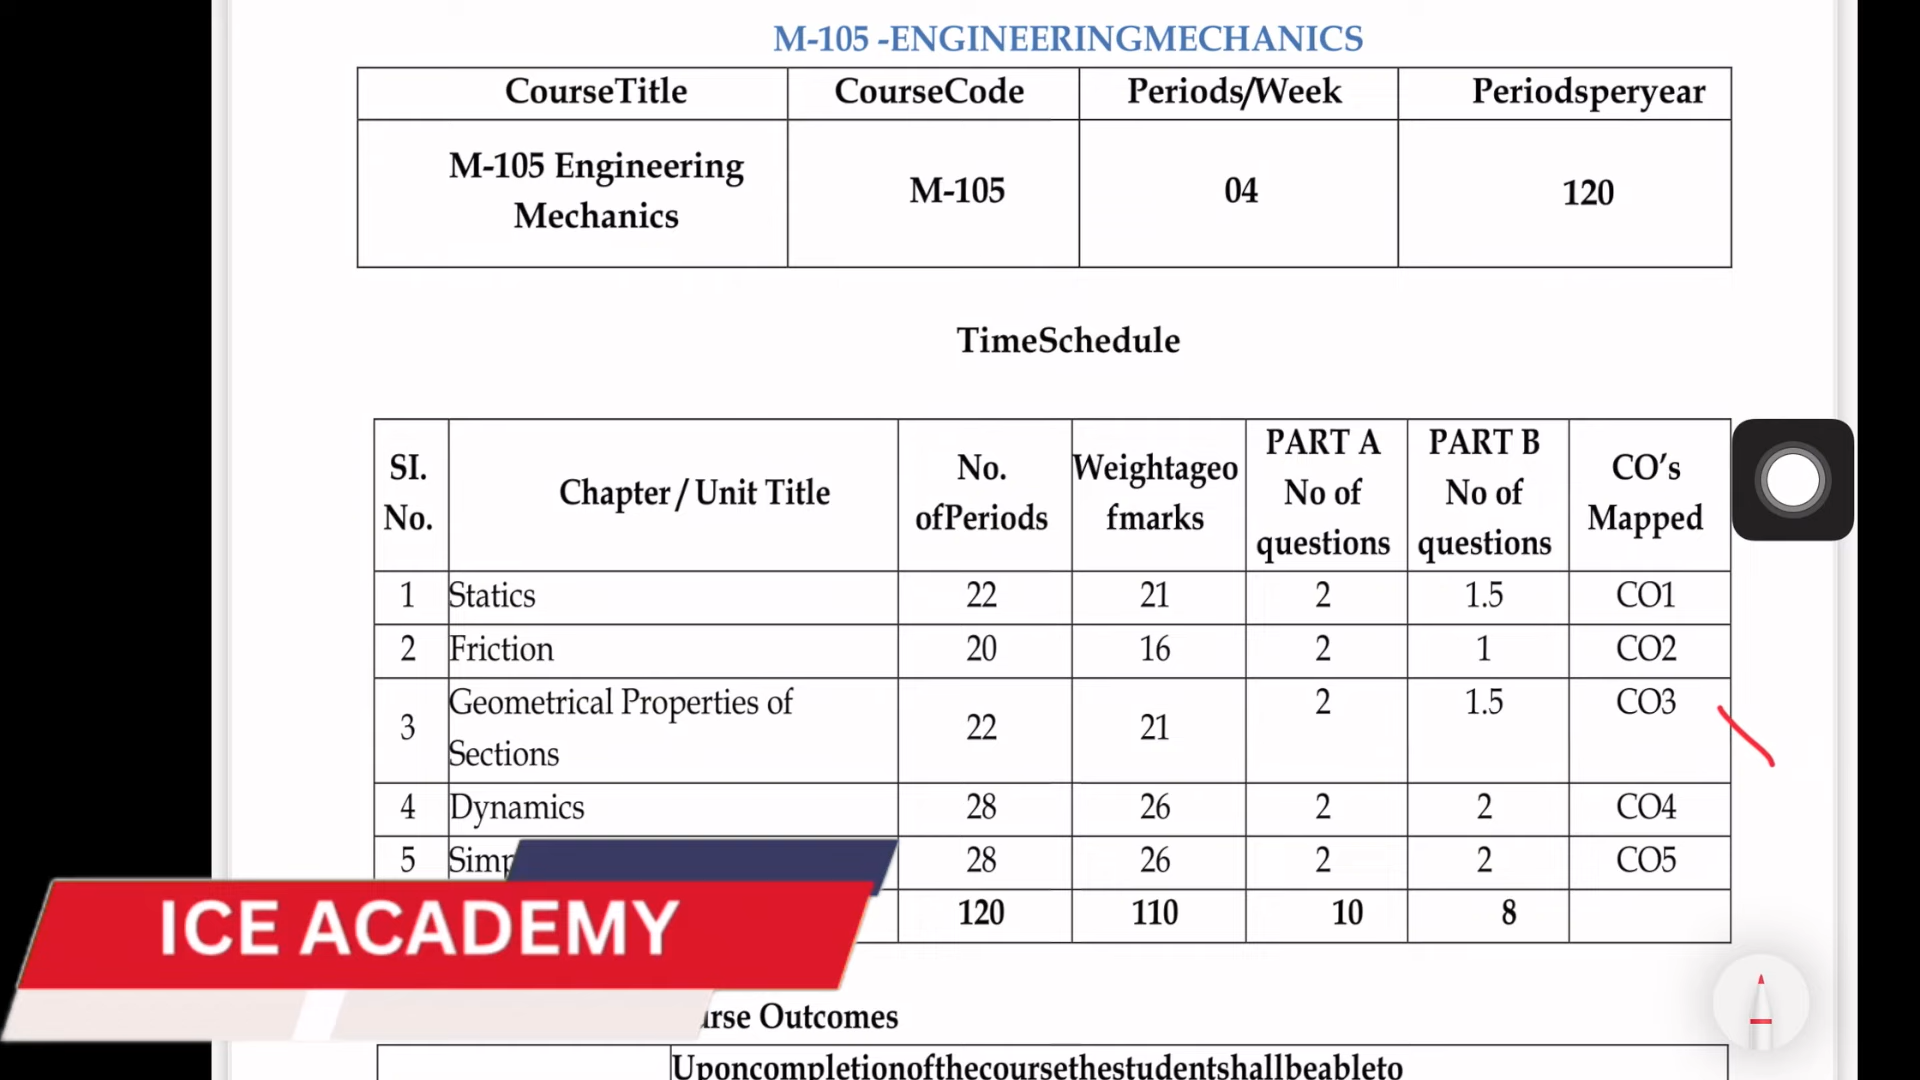 M-105 -ENGINEERINGMECHANICS
CourseTitle CourseCode Periods/Week Periodsperyear
M-105 Engineering Mechanics M-105 04 120
TimeSchedule
SI. No. Chapter / Unit Title No. ofPeriods Weightageo fmarks PART A No of questions PART B No of questions CO's Mapped
1 Statics 22 21 2 1.5 CO1
2 Friction 20 16 2 1 CO2
3 Geometrical Properties of Sections 22 21 2 1.5 CO3
4 Dynamics 28 26 2 2 CO4
5 28 26 2 2 CO5
120 110 10 8
ICE ACADEMY
Outcomes
Uponcompletionofthecoursethestudentshallbeableto